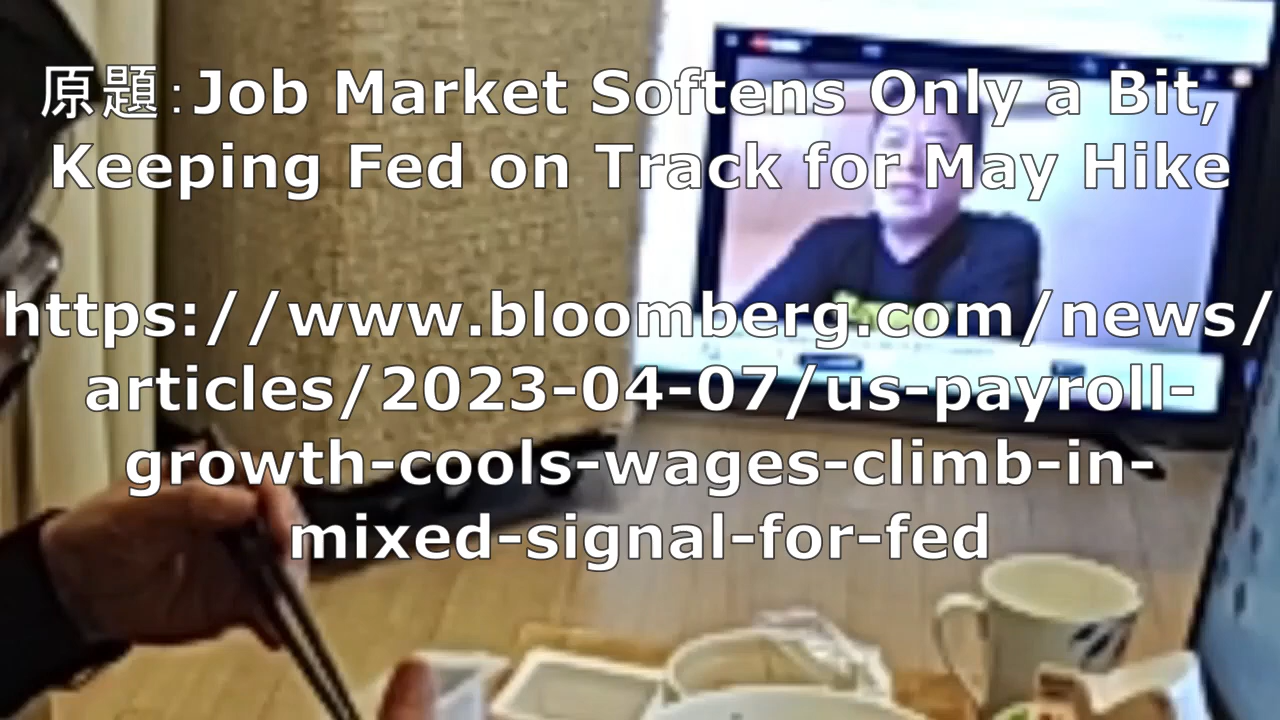 原題：Job Market Softens Only a Bit,
Keeping Fed on Track for May Hike
https://www.bloomberg.com/news/
articles/2023-04-07/us-payroll-
growth-cools-wages-climb-in-
mixed-signal-for-fed